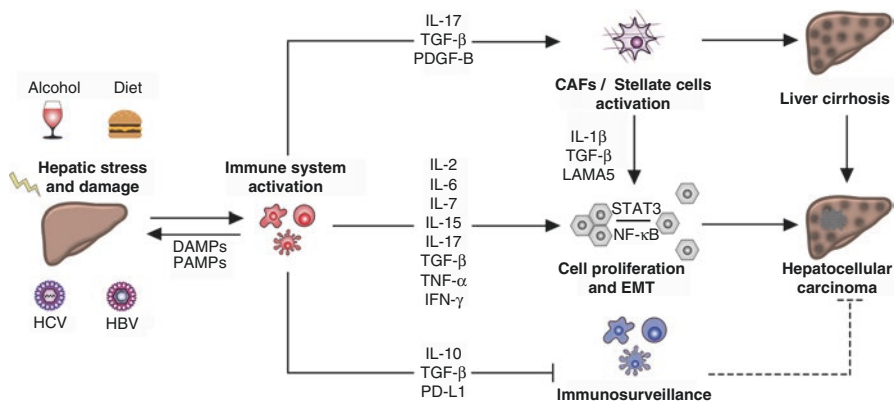 Alcohol
Diet
Hepatic stress
and damage
HCV
HBV
DAMPs
PAMPs
Immune system
activation
IL-17
TGF-β
PDGF-B
IL-2
IL-6
IL-7
IL-15
IL-17
TGF-β
TNF-α
IFN-γ
IL-10
TGF-β
PD-L1
CAFs / Stellate cells
activation
IL-1β
TGF-β
LAMA5
STAT3
NF-κB
Cell proliferation
and EMT
Immunosurveillance
Liver cirrhosis
Hepatocellular
carcinoma